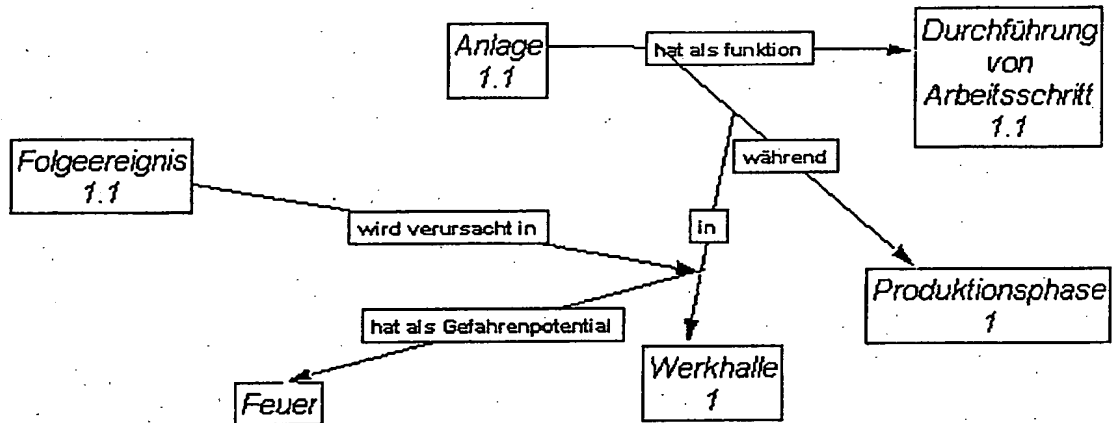 Anlage
1.1
hat als funktion
Durchführung
von
Arbeitsschritt
1.1
Folgeereignis
1.1
während
wird verursacht in
in
Produktionsphase
1
hat als Gefahrenpotential
Werkhalle
1
Feuer